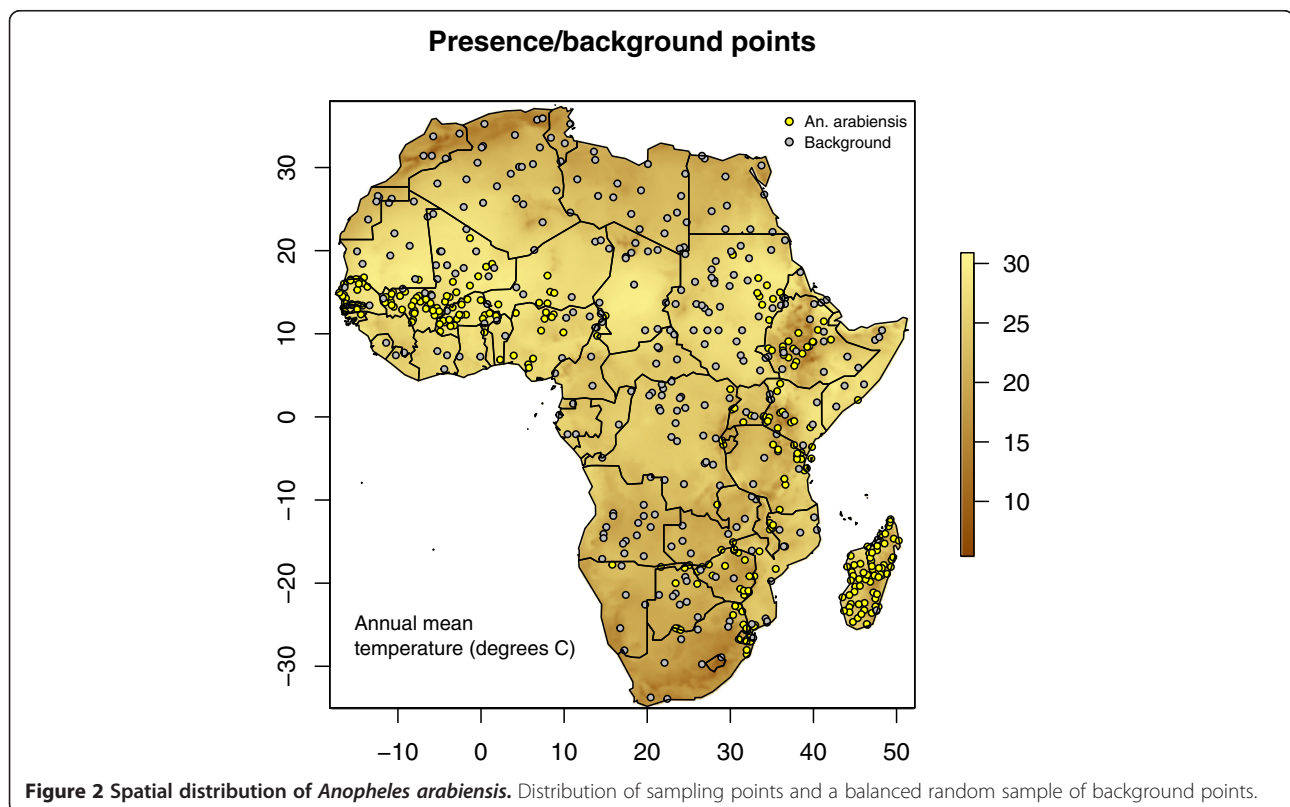 Presence/background points
An. arabiensis
Background
30
20
10
0
−10
−20
−30
−10 0 10 20 30 40 50
30
25
20
15
10
Annual mean
temperature (degrees C)
Figure 2 Spatial distribution of Anopheles arabiensis. Distribution of sampling points and a balanced random sample of background points.